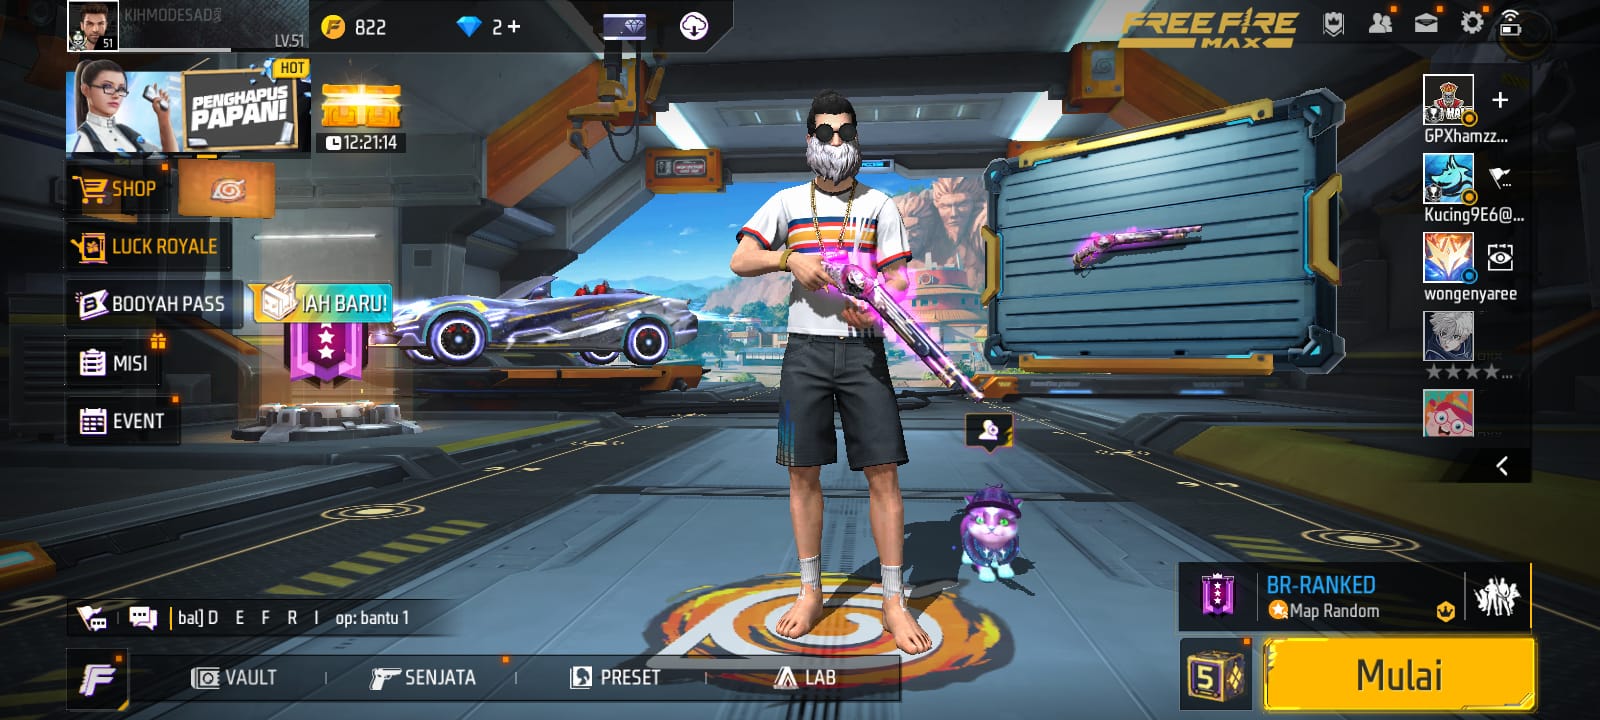 KIHMODESAD
51
LV.51
822
2 +
FREE FIRE
MAX
HOT
PENGHAPUS
PAPAN!
12:21:14
SHOP
LUCK ROYALE
BOOYAH PASS
IAH BARU!
MISI
EVENT
GPXhamzz...
Kucing9E6@...
wongenyaree
bal] D E F R I op: bantu 1
VAULT
SENJATA
PRESET
LAB
BR-RANKED
Map Random
5
Mulai